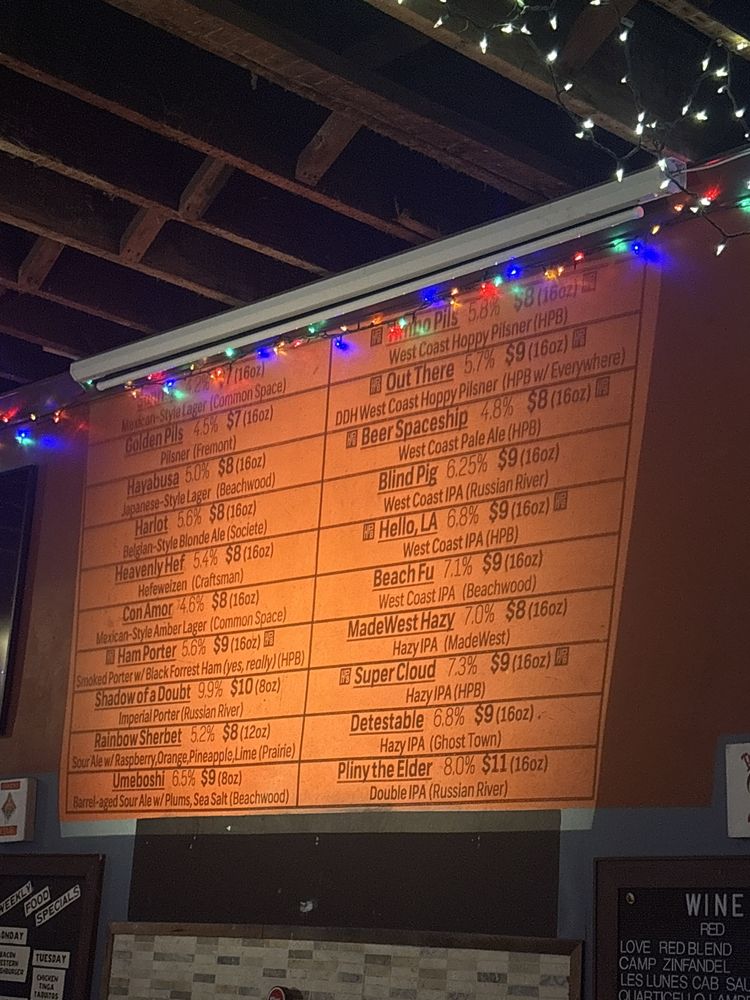 4.2% $7 (16oz)
Mexican-Style Lager (Common Space)
Golden Pils 4.5% $7 (16oz)
Pilsner (Fremont)
Hayabusa 5.0% $8 (16oz)
Japanese-Style Lager (Beachwood)
Harlot 5.6% $8 (16oz)
Belgian-Style Blonde Ale (Societe)
Heavenly Hef 5.4% $8 (16oz)
Hefeweizen (Craftsman)
Con Amor 4.6% $8 (16oz)
Mexican-Style Amber Lager (Common Space)
Ham Porter 5.6% $9 (16oz)
Smoked Porter w/ Black Forrest Ham (yes, really) (HPB)
Shadow of a Doubt 9.9% $10 (8oz)
Imperial Porter (Russian River)
Rainbow Sherbet 5.2% $8 (12oz)
Sour Ale w/ Raspberry, Orange, Pineapple, Lime (Prairie)
Umeboshi 6.5% $9 (8oz)
Barrel-aged Sour Ale w/ Plums, Sea Salt (Beachwood)
Pils 5.8% $8 (16oz)
West Coast Hoppy Pilsner (HPB)
Out There 5.7% $9 (16oz)
DDH West Coast Hoppy Pilsner (HPB w/ Everywhere)
Beer Spaceship 4.8% $8 (16oz)
West Coast Pale Ale (HPB)
Blind Pig 6.25% $9 (16oz)
West Coast IPA (Russian River)
Hello, LA 6.8% $9 (16oz)
West Coast IPA (HPB)
Beach Fu 7.1% $9 (16oz)
West Coast IPA (Beachwood)
MadeWest Hazy 7.0% $8 (16oz)
Hazy IPA (MadeWest)
Super Cloud 7.3% $9 (16oz)
Hazy IPA (HPB)
Detestable 6.8% $9 (16oz)
Hazy IPA (Ghost Town)
Pliny the Elder 8.0% $11 (16oz)
Double IPA (Russian River)
WEEKLY
FOOD
SPECIALS
TUESDAY
CHICKEN
TINGA
TAQUITOS
WINE
RED
LOVE RED BLEND
CAMP ZINFANDEL
LES LUNES CAB SAU